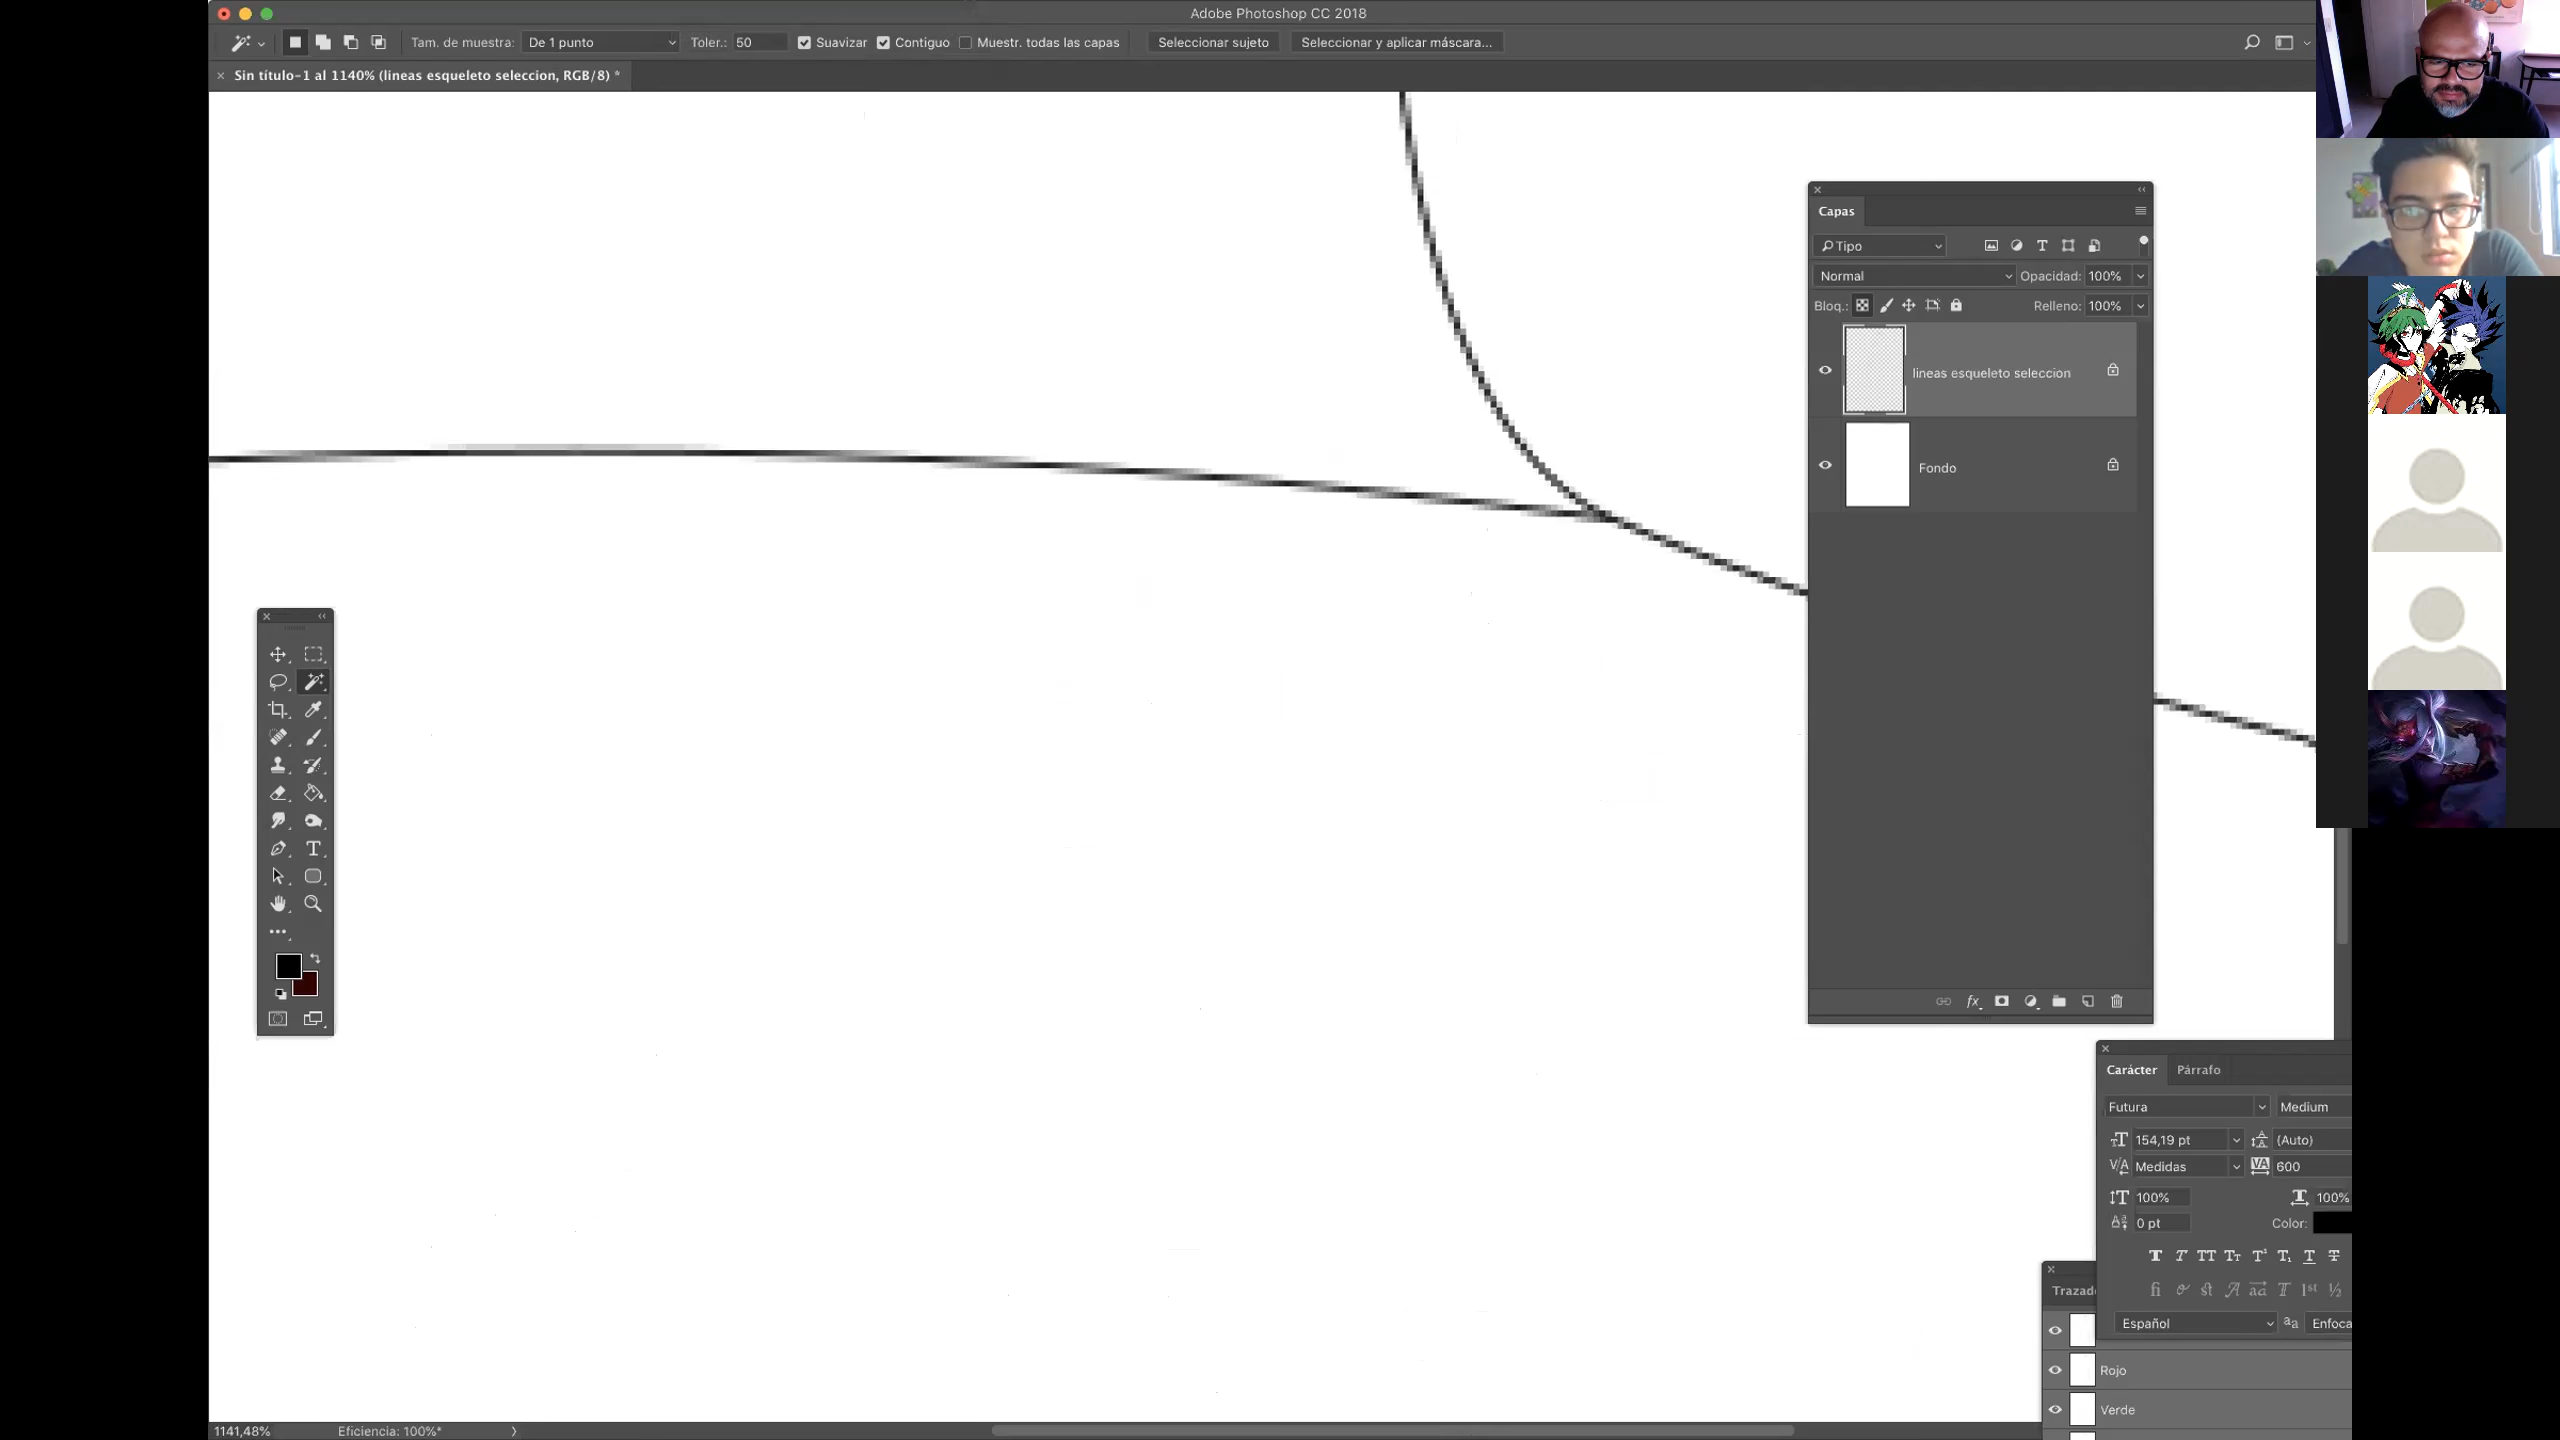 Adobe Photoshop CC 2018
Tam. de muestra: De 1 punto Toler.: 50 Suavizar Contiguo Muestr. todas las capas Seleccionar sujeto Seleccionar y aplicar máscara...
Sin título-1 al 1140% (lineas esqueleto seleccion, RGB/8) *
Capas
Tipo
Normal Opacidad: 100%
Bloq.: Relleno: 100%
lineas esqueleto seleccion
Fondo
Carácter Párrafo
Futura Medium
154,19 pt (Auto)
Medidas 600
100% 100%
0 pt Color:
Trazad
Español aa Enfoca
Rojo
Verde
1141,48% Eficiencia: 100%*